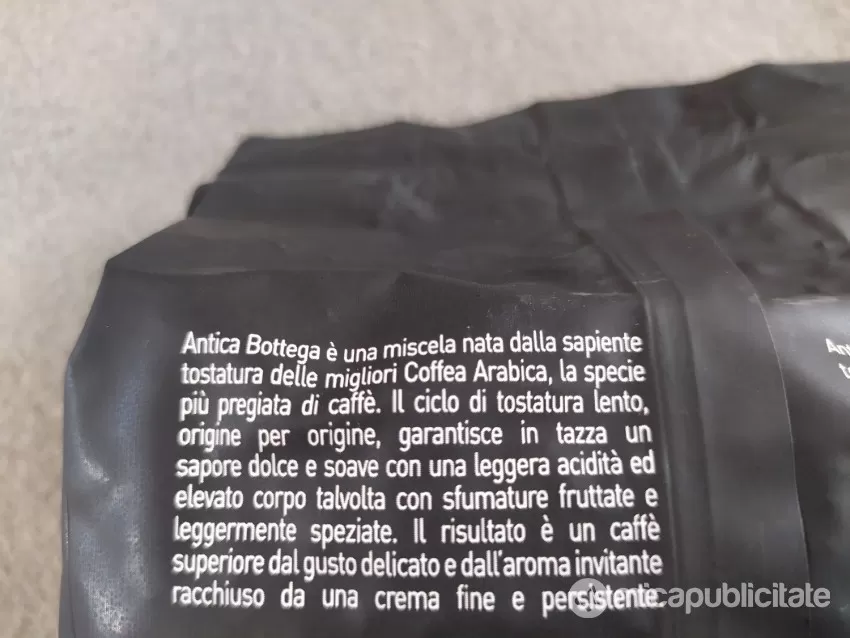 Antica Bottega è una miscela nata dalla sapiente
tostatura delle migliori Coffea Arabica, la specie
più pregiata di caffè. Il ciclo di tostatura lento,
origine per origine, garantisce in tazza un
sapore dolce e soave con una leggera acidità ed
elevato corpo talvolta con sfumature fruttate e
leggermente speziate. Il risultato è un caffè
superiore dal gusto delicato e dall'aroma invitante
racchiuso da una crema fine e persistente.